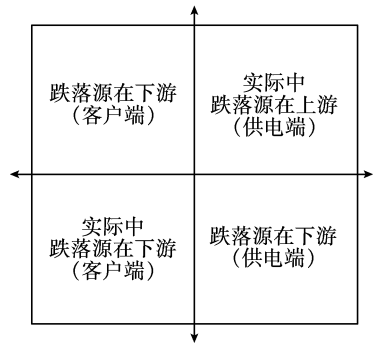 跌落源在下游
（客户端）
实际中
跌落源在上游
（供电端）
实际中
跌落源在下游
（客户端）
跌落源在下游
（供电端）